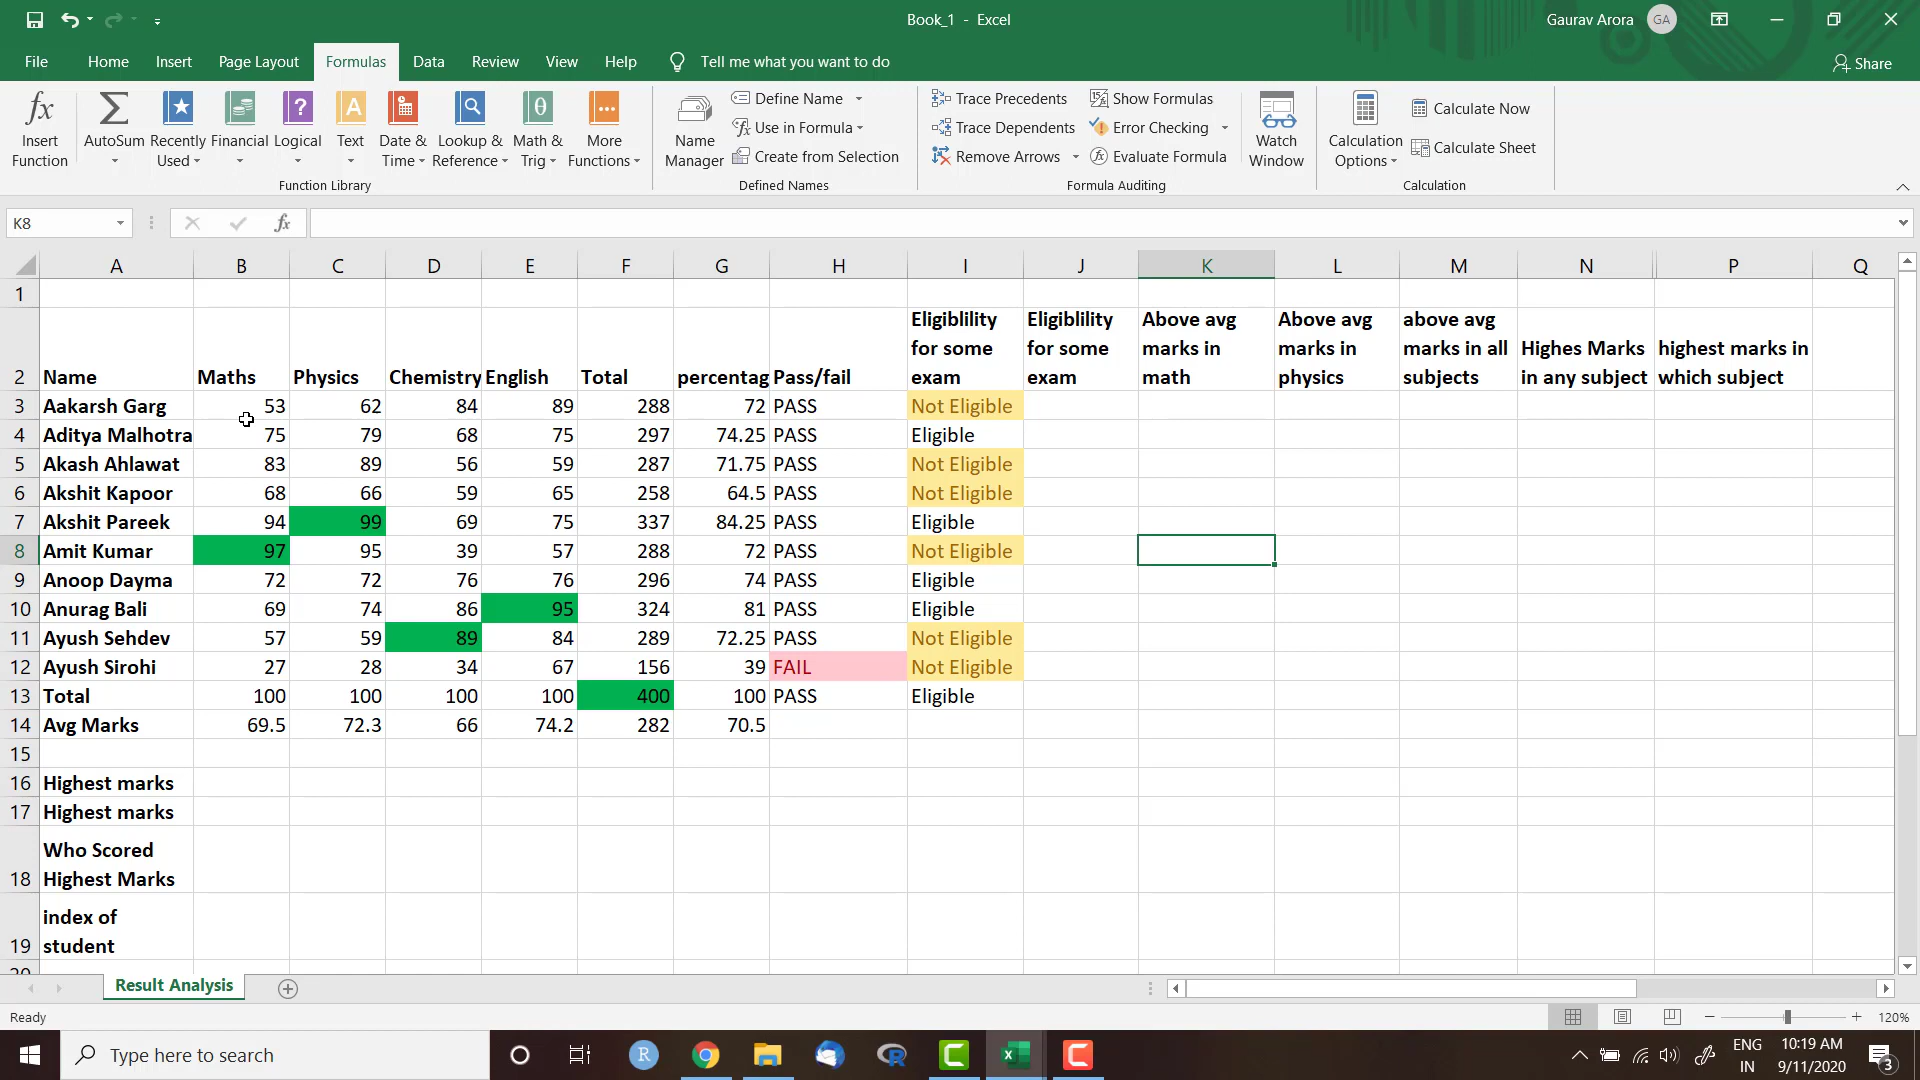 Book_1 - Excel
Gaurav Arora
GA
File
Home
Insert
Page Layout
Formulas
Data
Review
View
Help
Tell me what you want to do
Share
Insert
Function
AutoSum
Recently
Used
Financial
Logical
Text
Date &
Time
Lookup &
Reference
Math &
Trig
More
Functions
Function Library
Name
Manager
Define Name
Use in Formula
Create from Selection
Defined Names
Trace Precedents
Trace Dependents
Remove Arrows
Show Formulas
Error Checking
Evaluate Formula
Formula Auditing
Watch
Window
Calculation
Options
Calculate Now
Calculate Sheet
Calculation
K8
fx
A B C D E F G H I J K L M N P Q
1
2 Name Maths Physics Chemistry English Total percentag Pass/fail
Eligiblility
for some
exam
Eligiblility
for some
exam
Above avg
marks in
math
Above avg
marks in
physics
above avg
marks in all
subjects
Highes Marks
in any subject
highest marks in
which subject
3 Aakarsh Garg 53 62 84 89 288 72 PASS Not Eligible
4 Aditya Malhotra 75 79 68 75 297 74.25 PASS Eligible
5 Akash Ahlawat 83 89 56 59 287 71.75 PASS Not Eligible
6 Akshit Kapoor 68 66 59 65 258 64.5 PASS Not Eligible
7 Akshit Pareek 94 99 69 75 337 84.25 PASS Eligible
8 Amit Kumar 97 95 39 57 288 72 PASS Not Eligible
9 Anoop Dayma 72 72 76 76 296 74 PASS Eligible
10 Anurag Bali 69 74 86 95 324 81 PASS Eligible
11 Ayush Sehdev 57 59 89 84 289 72.25 PASS Not Eligible
12 Ayush Sirohi 27 28 34 67 156 39 FAIL Not Eligible
13 Total 100 100 100 100 400 100 PASS Eligible
14 Avg Marks 69.5 72.3 66 74.2 282 70.5
15
16 Highest marks
17 Highest marks
Who Scored
18 Highest Marks
index of
19 student
20
Result Analysis
Ready
120%
Type here to search
ENG
IN
10:19 AM
9/11/2020
3